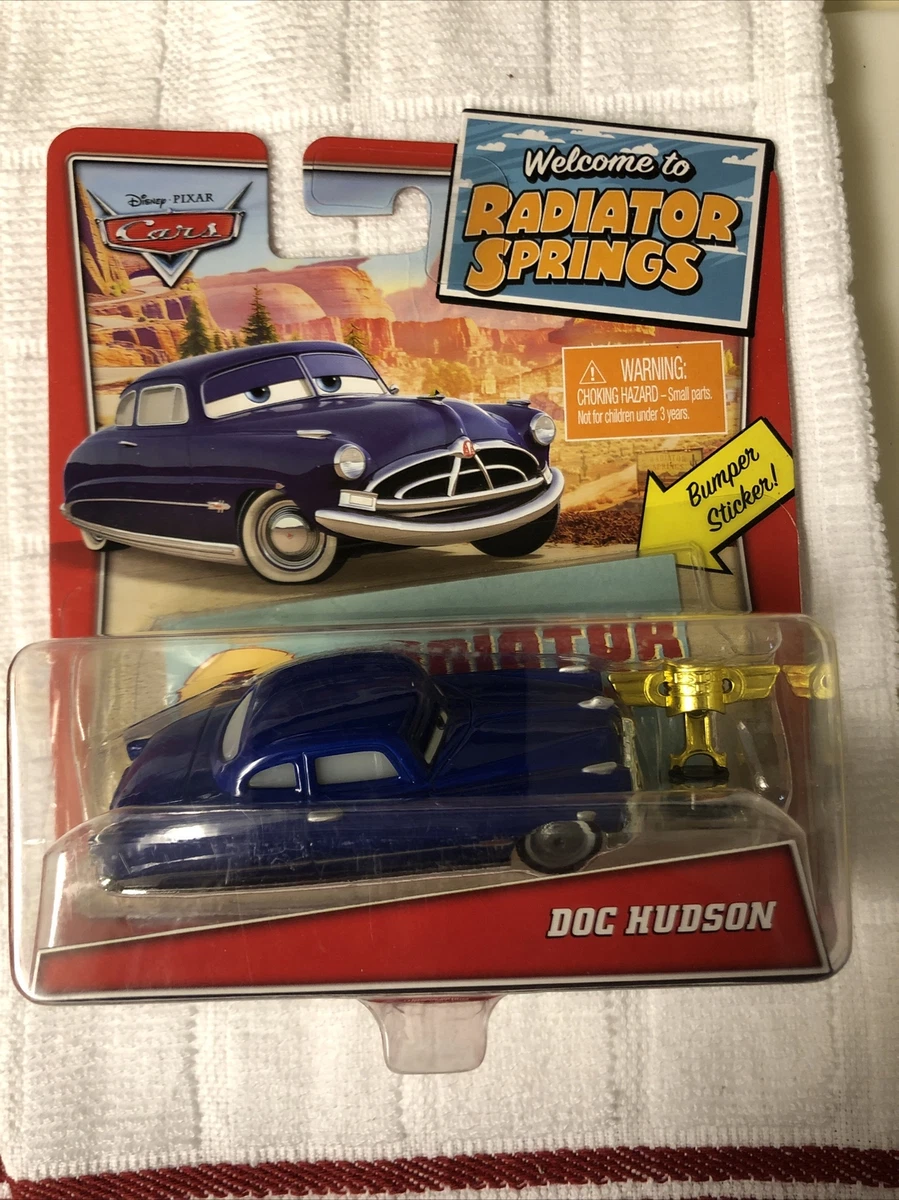 Disney · PIXAR
Cars
Welcome to
RADIATOR
SPRINGS
WARNING:
CHOKING HAZARD – Small parts.
Not for children under 3 years.
Bumper
Sticker!
RADIATOR
DOC HUDSON